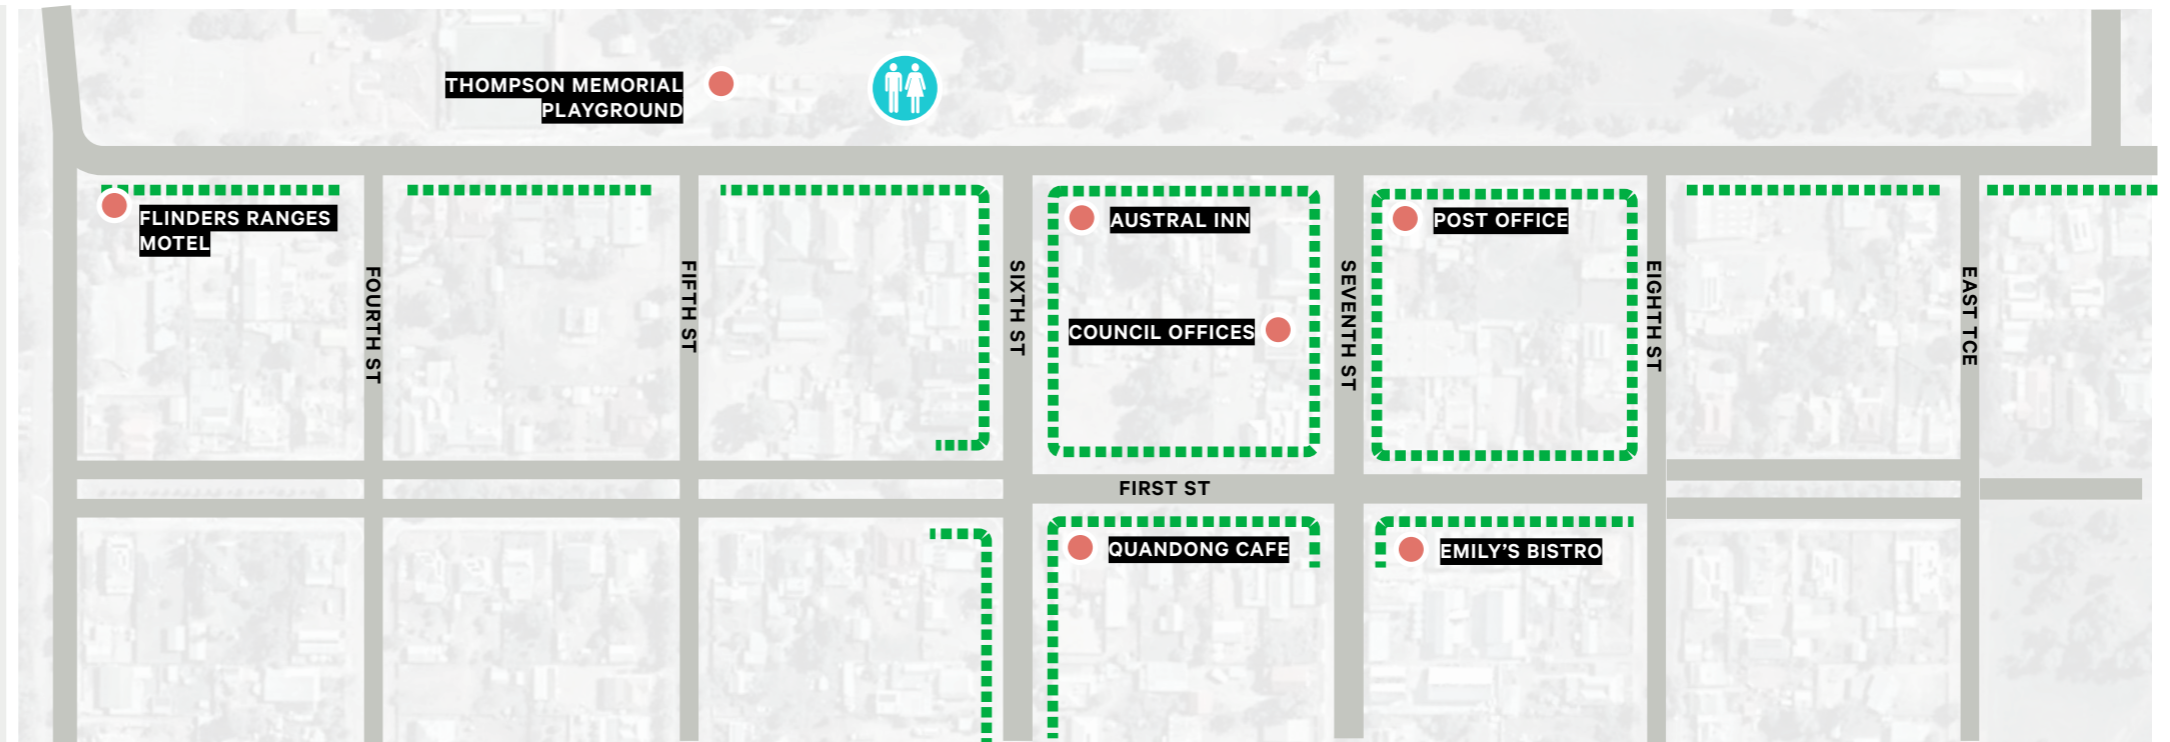 THOMPSON MEMORIAL
PLAYGROUND
FLINDERS RANGES
MOTEL
AUSTRAL INN
POST OFFICE
FOURTH ST
FIFTH ST
SIXTH ST
COUNCIL OFFICES
SEVENTH ST
EIGHTH ST
EAST TCE
FIRST ST
QUANDONG CAFE
EMILY'S BISTRO